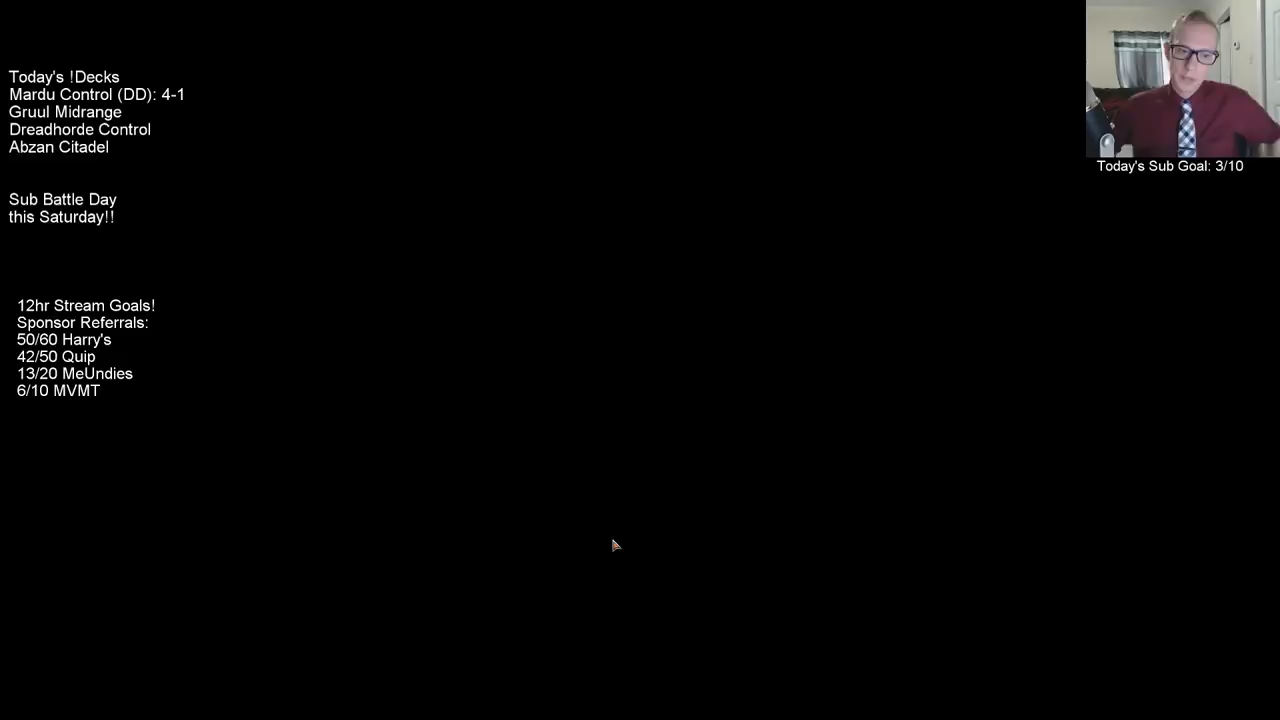 Today's !Decks
Mardu Control (DD): 4-1
Gruul Midrange
Dreadhorde Control
Abzan Citadel
Sub Battle Day
this Saturday!!
12hr Stream Goals!
Sponsor Referrals:
50/60 Harry's
42/50 Quip
13/20 MeUndies
6/10 MVMT
Today's Sub Goal: 3/10